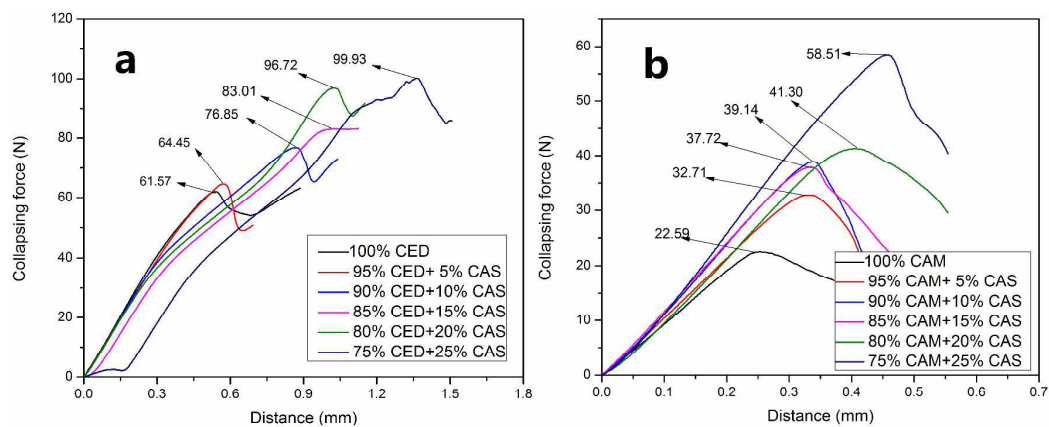 a
120
100
80
60
40
20
0
Collapsing force (N)
0.0 0.3 0.6 0.9 1.2 1.5 1.8
Distance (mm)
99.93
96.72
83.01
76.85
64.45
61.57
100% CED
95% CED+ 5% CAS
90% CED+10% CAS
85% CED+15% CAS
80% CED+20% CAS
75% CED+25% CAS
b
60
50
40
30
20
10
0
Collapsing force (N)
0.0 0.1 0.2 0.3 0.4 0.5 0.6 0.7
Distance (mm)
58.51
41.30
39.14
37.72
32.71
22.59
100% CAM
95% CAM+ 5% CAS
90% CAM+10% CAS
85% CAM+15% CAS
80% CAM+20% CAS
75% CAM+25% CAS